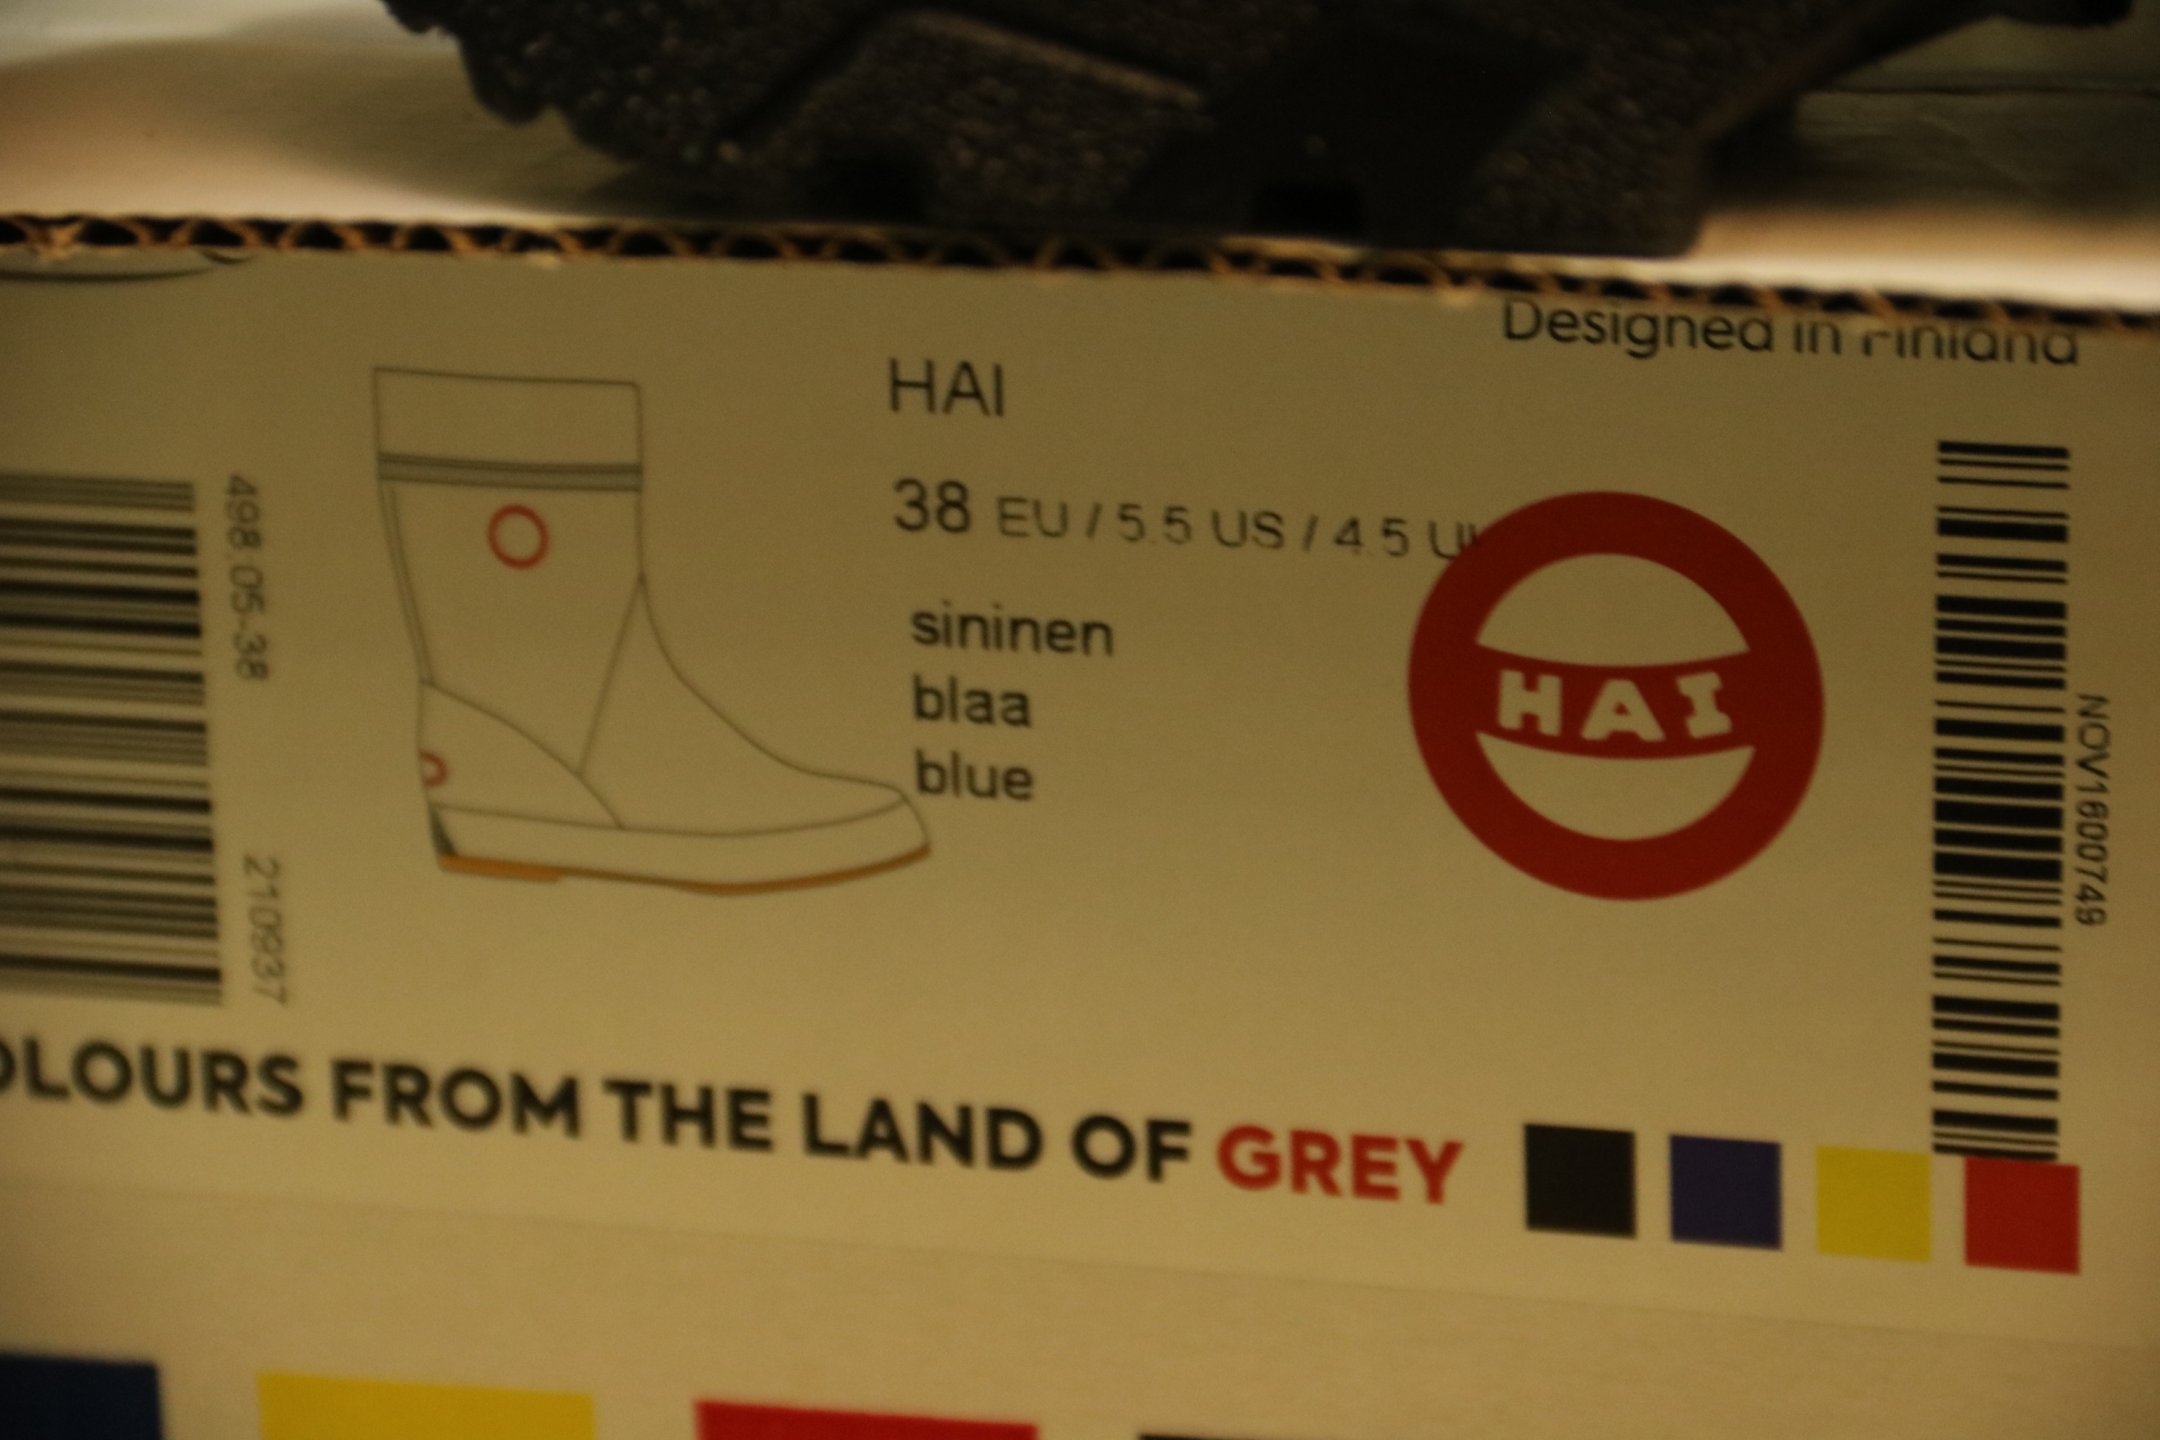 Designed in Finland
HAI
38 EU / 5.5 US / 4.5 UK
sininen
blaa
blue
HAI
498 05-38
210937
NOV1600749
OLOURS FROM THE LAND OF GREY